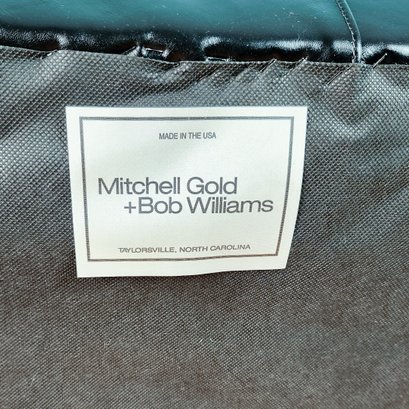 MADE IN THE USA
Mitchell Gold
+Bob Williams
TAYLORSVILLE, NORTH CAROLINA